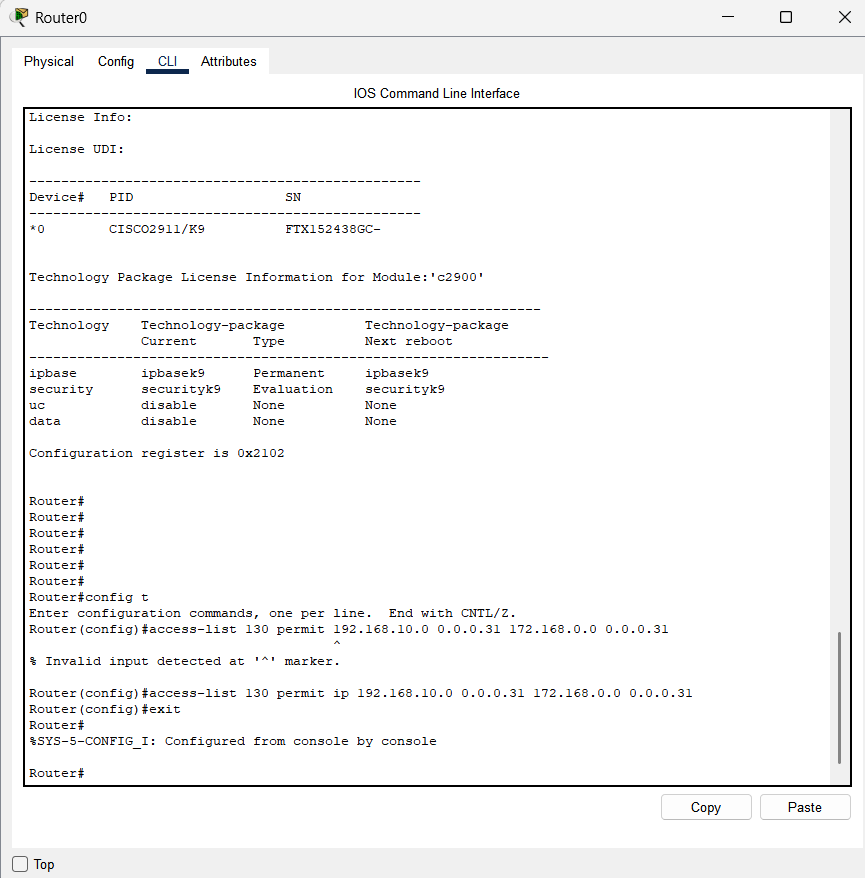 Router0
Physical Config CLI Attributes
IOS Command Line Interface
License Info:
License UDI:
-------------------------------------------------
Device#   PID                   SN
-------------------------------------------------
*0        CISCO2911/K9          FTX152438GC-
Technology Package License Information for Module:'c2900'
----------------------------------------------------------------
Technology    Technology-package          Technology-package
              Current       Type          Next reboot
-----------------------------------------------------------------
ipbase        ipbasek9      Permanent     ipbasek9
security      securityk9    Evaluation    securityk9
uc            disable       None          None
data          disable       None          None
Configuration register is 0x2102
Router#
Router#
Router#
Router#
Router#
Router#
Router#config t
Enter configuration commands, one per line.  End with CNTL/Z.
Router(config)#access-list 130 permit 192.168.10.0 0.0.0.31 172.168.0.0 0.0.0.31
                                      ^
% Invalid input detected at '^' marker.
Router(config)#access-list 130 permit ip 192.168.10.0 0.0.0.31 172.168.0.0 0.0.0.31
Router(config)#exit
Router#
%SYS-5-CONFIG_I: Configured from console by console
Router#
Copy Paste
Top